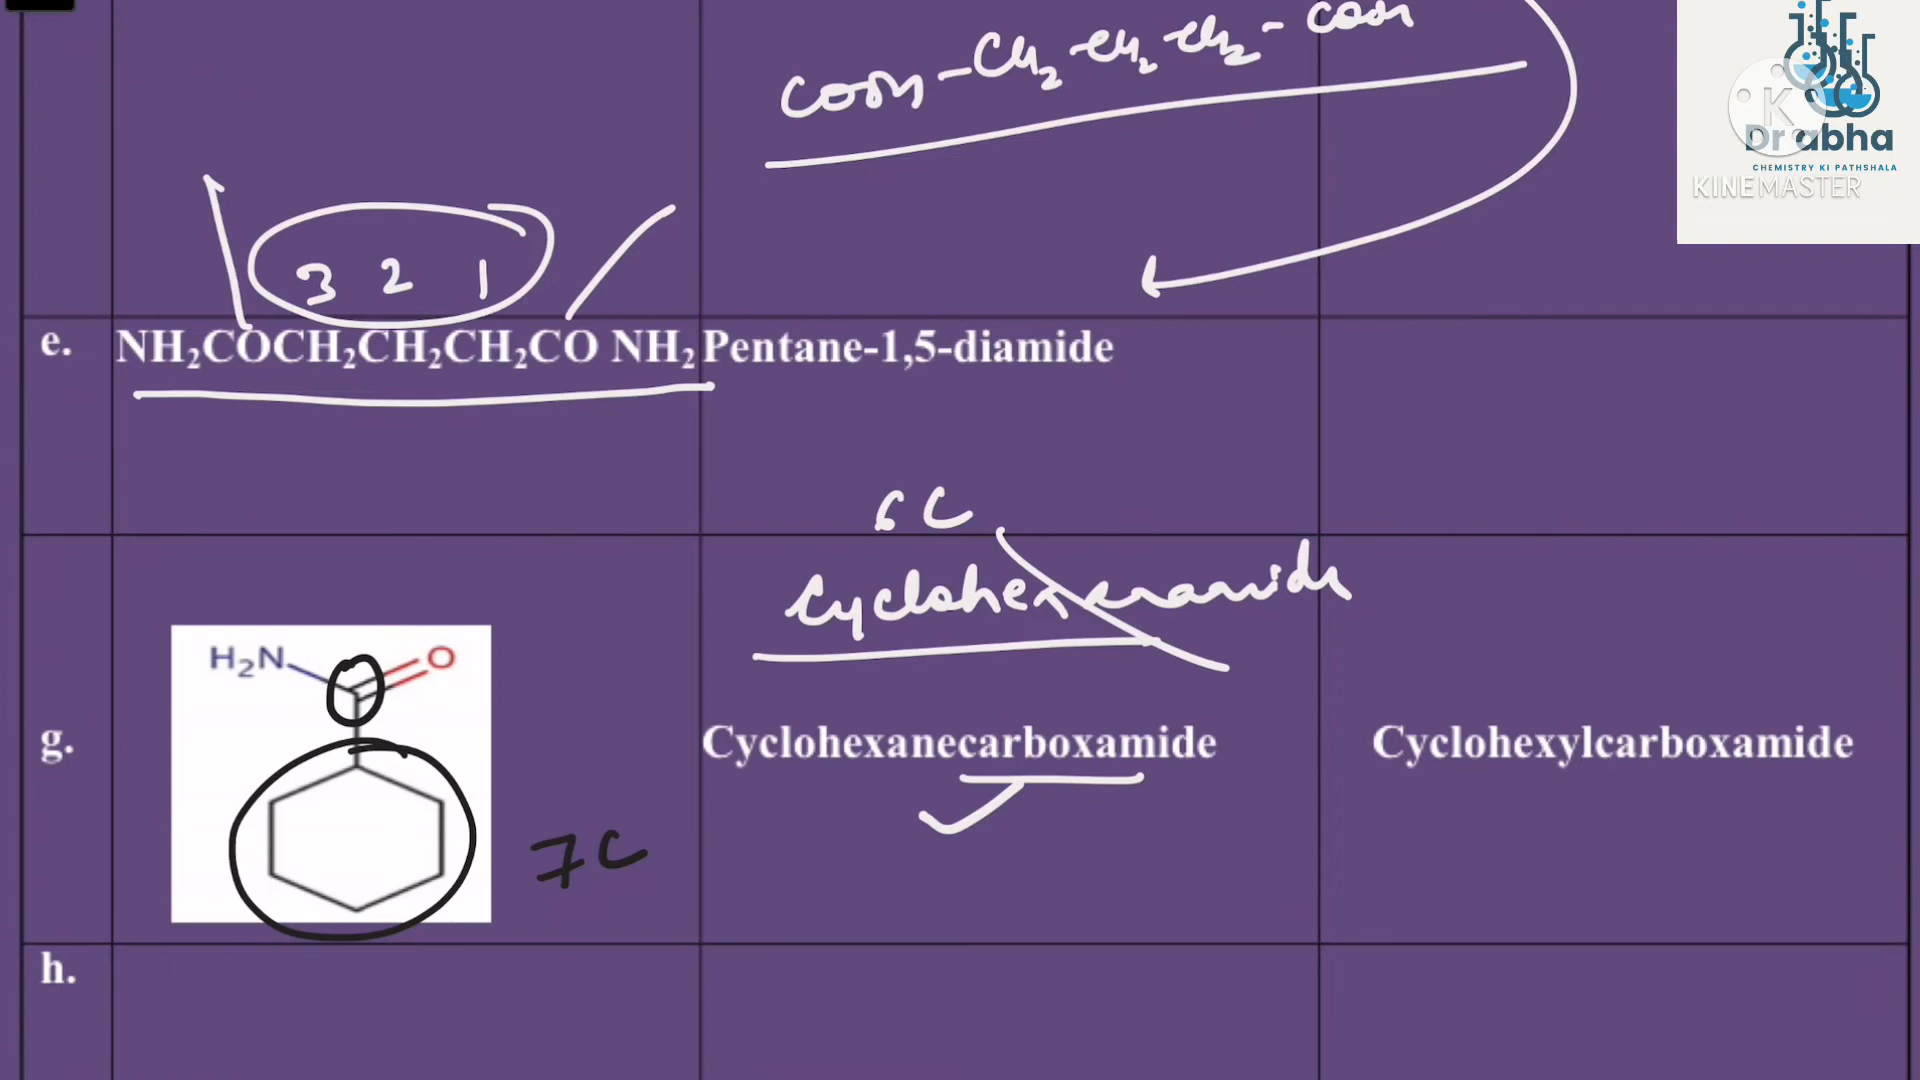 COOH-CH2-CH2-CH2-COOH
Dr abha
CHEMISTRY KI PATHSHALA
KINEMASTER
K
3 2 1
e. NH₂COCH₂CH₂CH₂CO NH₂ Pentane-1,5-diamide
6C
Cyclohexanamide
H₂N O
g. Cyclohexanecarboxamide Cyclohexylcarboxamide
7C
h.